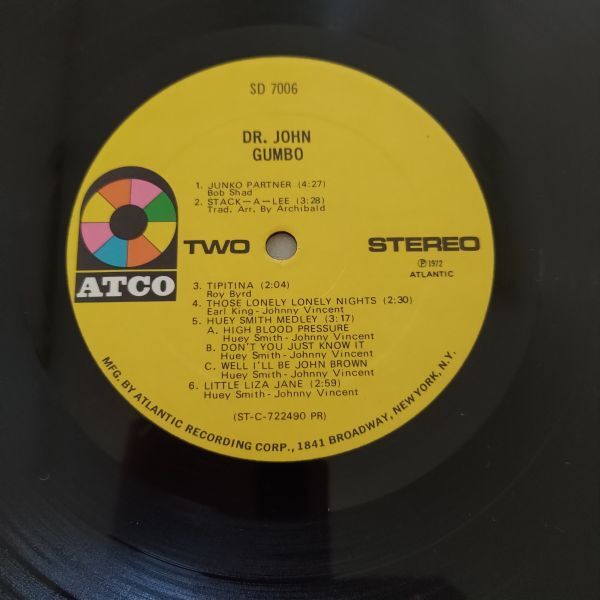 SD 7006
DR. JOHN
GUMBO
1. JUNKO PARTNER (4:27)
Bob Shad
2. STACK-A-LEE (3:28)
Trad. Arr. By Archibald
ATCO
TWO
STEREO
℗1972
ATLANTIC
3. TIPITINA (2:04)
Roy Byrd
4. THOSE LONELY LONELY NIGHTS (2:30)
Earl King-Johnny Vincent
5. HUEY SMITH MEDLEY (3:17)
A. HIGH BLOOD PRESSURE
Huey Smith-Johnny Vincent
B. DON'T YOU JUST KNOW IT
Huey Smith-Johnny Vincent
C. WELL I'LL BE JOHN BROWN
Huey Smith-Johnny Vincent
6. LITTLE LIZA JANE (2:59)
Huey Smith-Johnny Vincent
(ST-C-722490 PR)
MFG. BY ATLANTIC RECORDING CORP., 1841 BROADWAY, NEW YORK, N.Y.